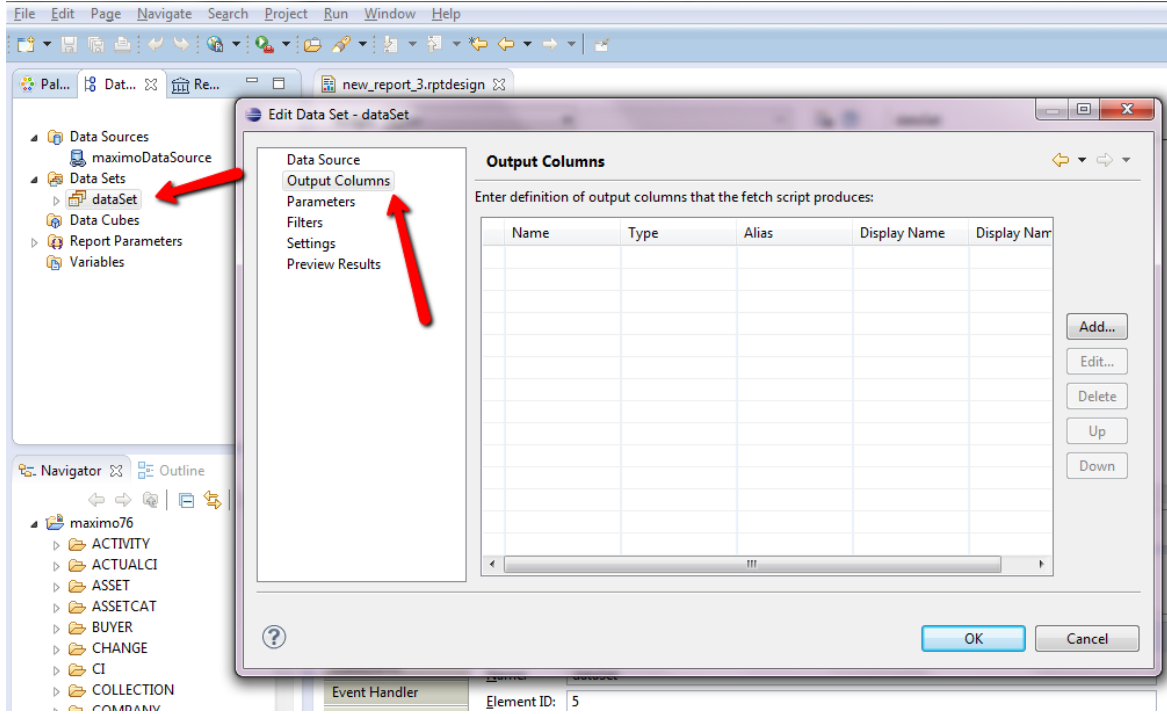 File Edit Page Navigate Search Project Run Window Help
Pal... Dat... Re... new_report_3.rptdesign
Edit Data Set - dataSet
Data Sources
maximoDataSource
Data Sets
dataSet
Data Cubes
Report Parameters
Variables
Data Source
Output Columns
Parameters
Filters
Settings
Preview Results
Output Columns
Enter definition of output columns that the fetch script produces:
Name Type Alias Display Name Display Nam
Add...
Edit...
Delete
Up
Down
OK Cancel
Navigator Outline
maximo76
ACTIVITY
ACTUALCI
ASSET
ASSETCAT
BUYER
CHANGE
CI
COLLECTION
COMPANY
Event Handler
Name:
Element ID: 5